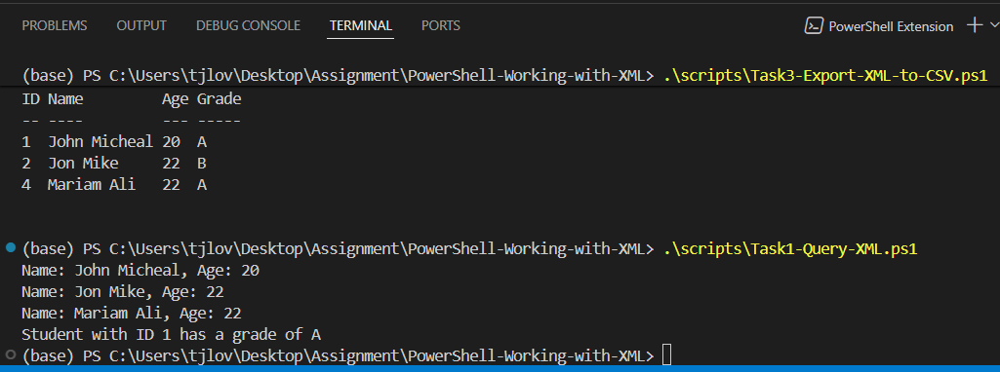 PROBLEMS OUTPUT DEBUG CONSOLE TERMINAL PORTS PowerShell Extension
(base) PS C:\Users\tjlov\Desktop\Assignment\PowerShell-Working-with-XML> .\scripts\Task3-Export-XML-to-CSV.ps1
ID Name Age Grade
-- ---- --- -----
1 John Micheal 20 A
2 Jon Mike 22 B
4 Mariam Ali 22 A
(base) PS C:\Users\tjlov\Desktop\Assignment\PowerShell-Working-with-XML> .\scripts\Task1-Query-XML.ps1
Name: John Micheal, Age: 20
Name: Jon Mike, Age: 22
Name: Mariam Ali, Age: 22
Student with ID 1 has a grade of A
(base) PS C:\Users\tjlov\Desktop\Assignment\PowerShell-Working-with-XML>